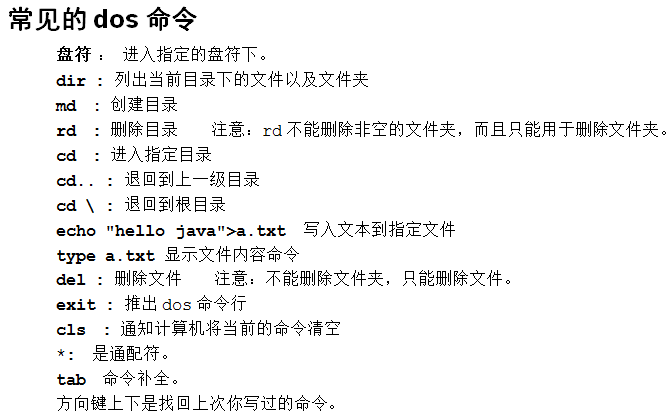 常见的 dos 命令
盘符 ： 进入指定的盘符下。
dir : 列出当前目录下的文件以及文件夹
md : 创建目录
rd : 删除目录 注意：rd 不能删除非空的文件夹，而且只能用于删除文件夹。
cd : 进入指定目录
cd.. : 退回到上一级目录
cd \ : 退回到根目录
echo "hello java">a.txt 写入文本到指定文件
type a.txt 显示文件内容命令
del : 删除文件 注意：不能删除文件夹，只能删除文件。
exit : 推出 dos 命令行
cls : 通知计算机将当前的命令清空
*: 是通配符。
tab 命令补全。
方向键上下是找回上次你写过的命令。